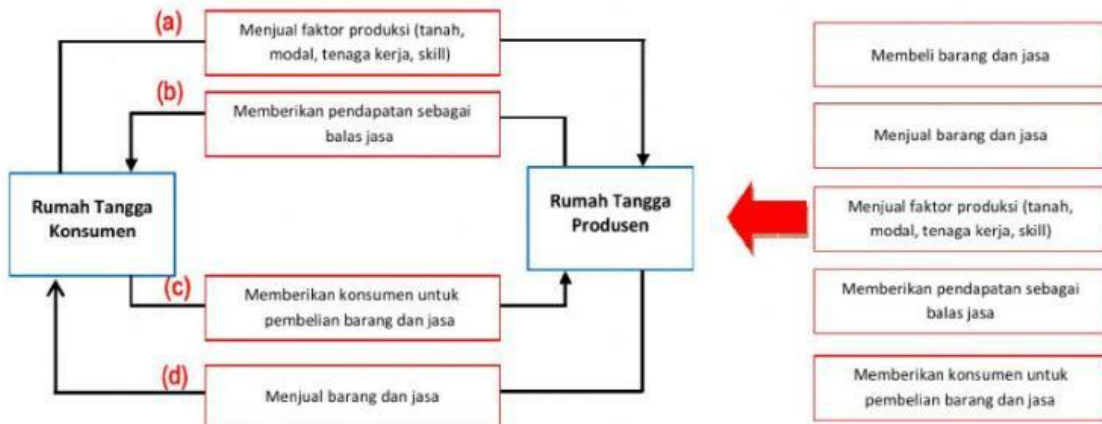 (a)
Menjual faktor produksi (tanah,
modal, tenaga kerja, skill)
(b)
Memberikan pendapatan sebagai
balas jasa
Rumah Tangga
Konsumen
Rumah Tangga
Produsen
(c)
Memberikan konsumen untuk
pembelian barang dan jasa
(d)
Menjual barang dan jasa
Membeli barang dan jasa
Menjual barang dan jasa
Menjual faktor produksi (tanah,
modal, tenaga kerja, skill)
Memberikan pendapatan sebagai
balas jasa
Memberikan konsumen untuk
pembelian barang dan jasa